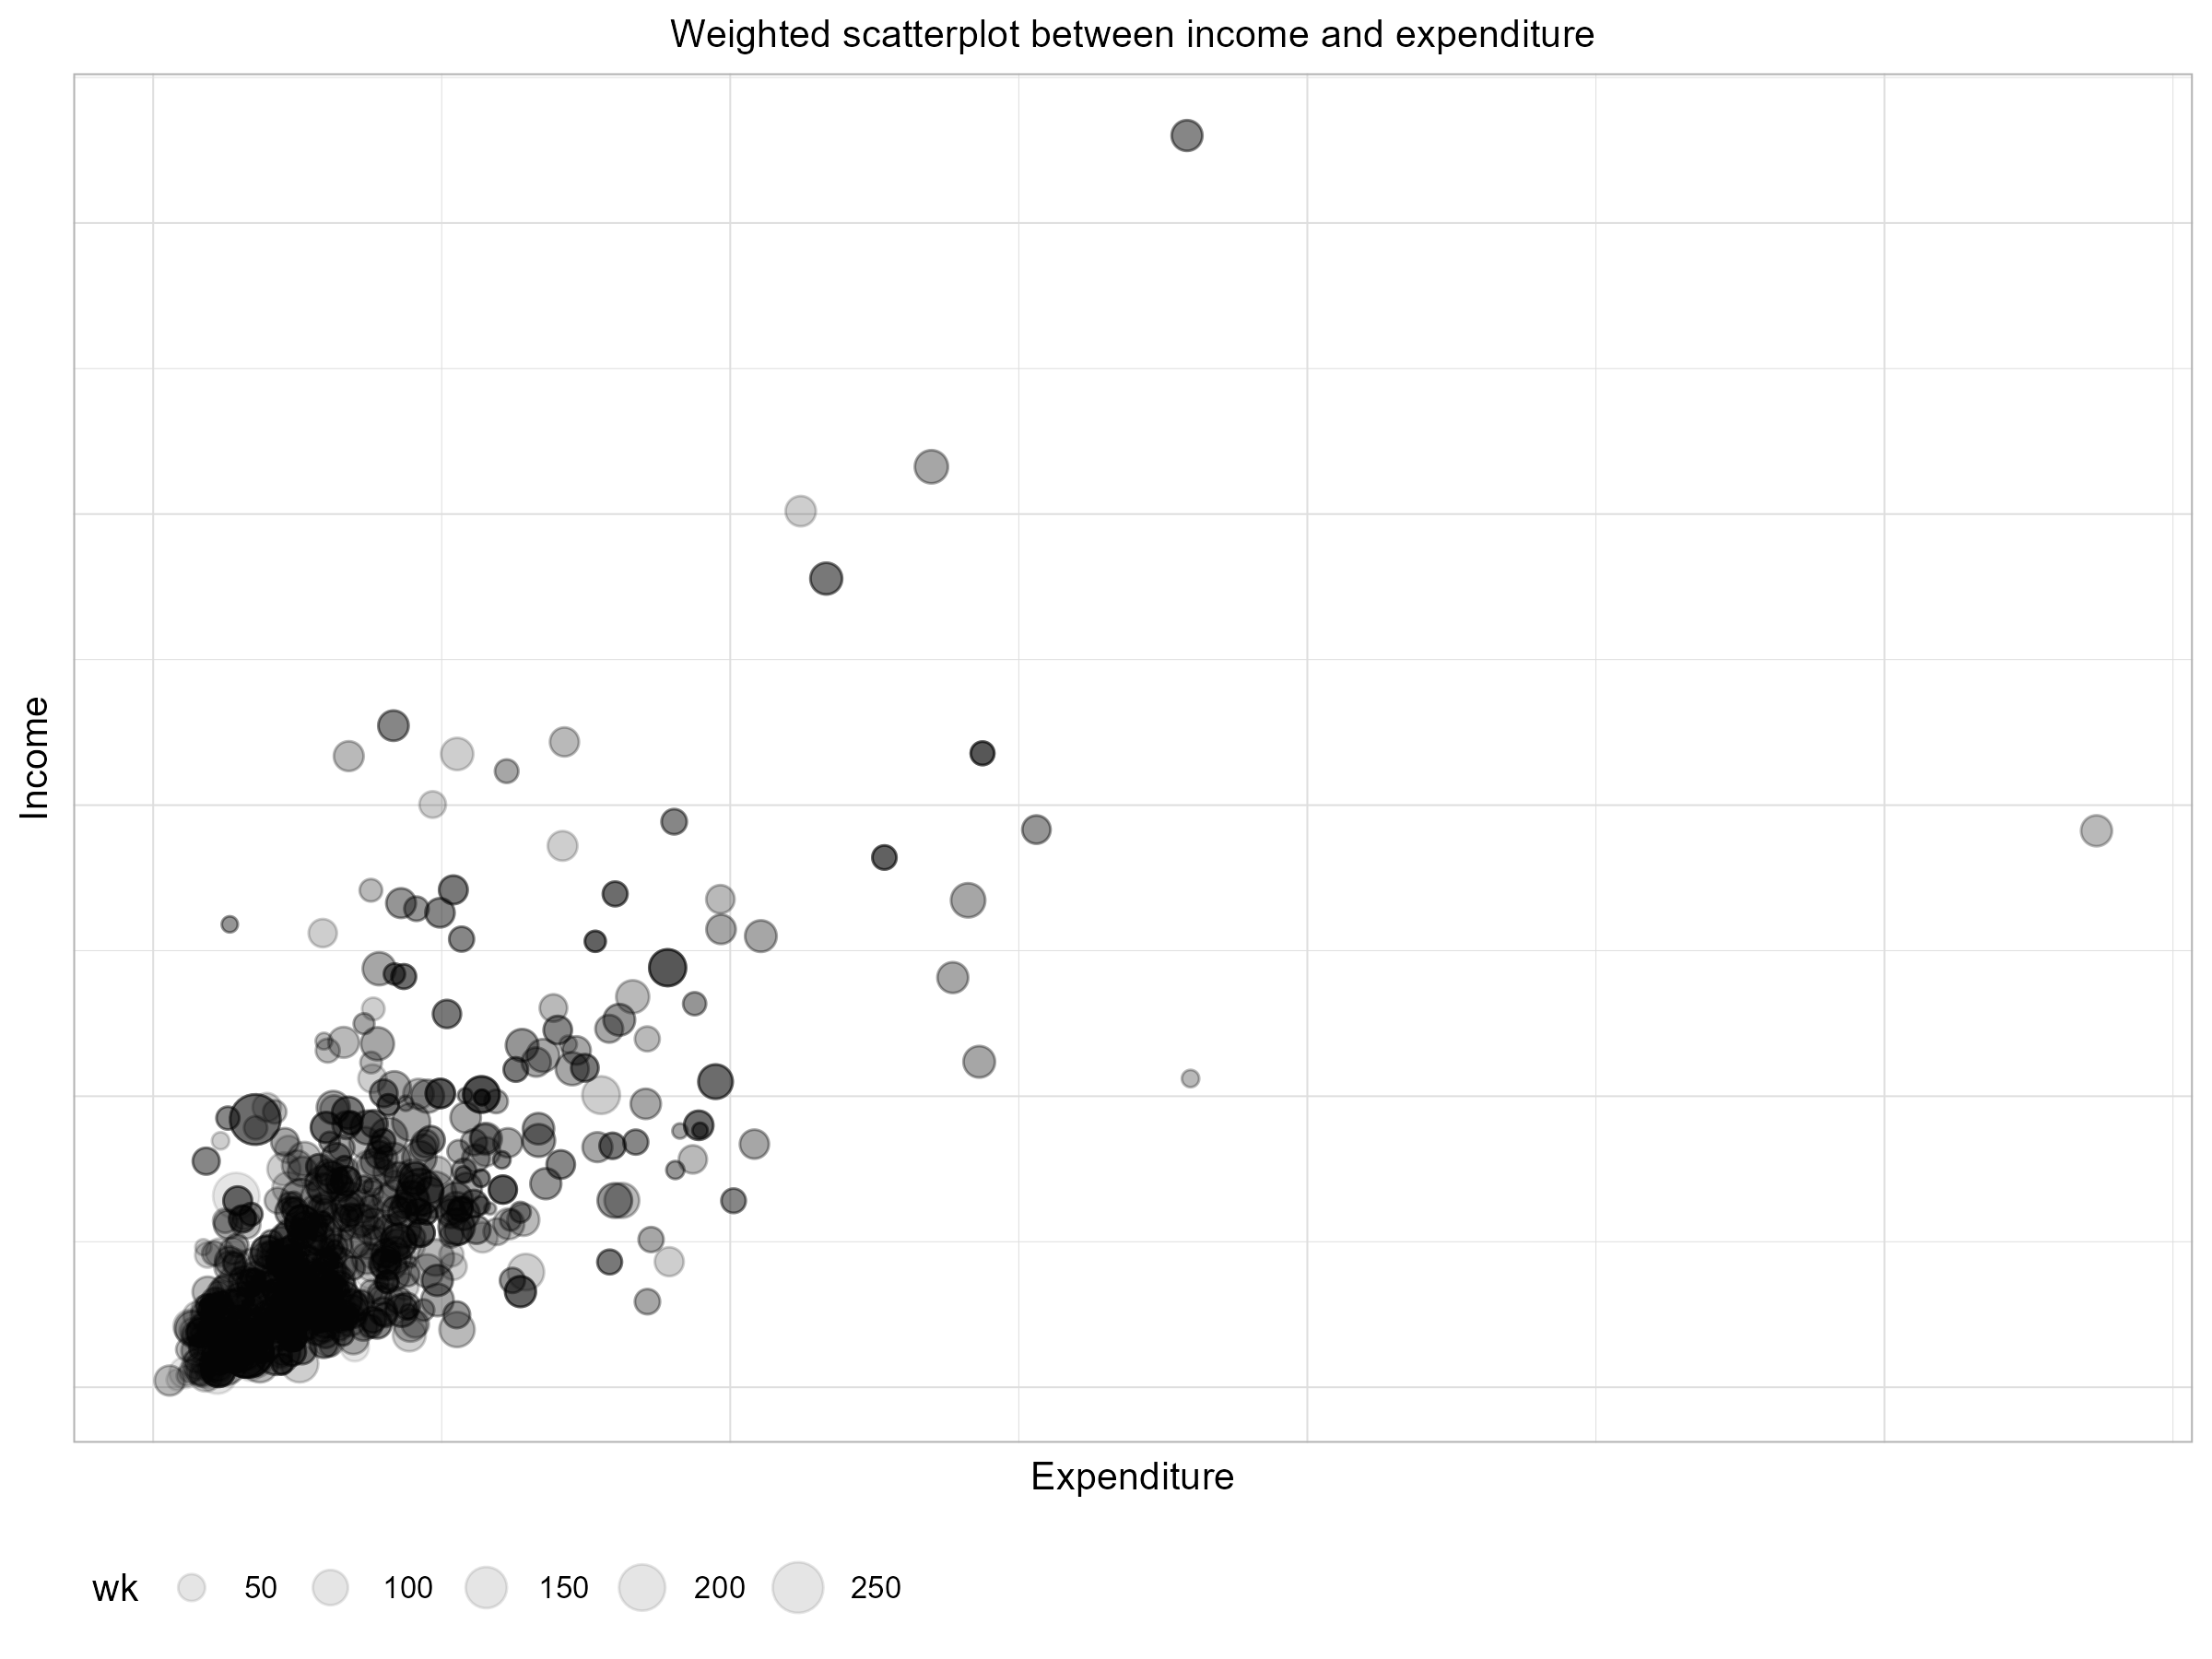 Weighted scatterplot between income and expenditure
Income
Expenditure
wk 50 100 150 200 250